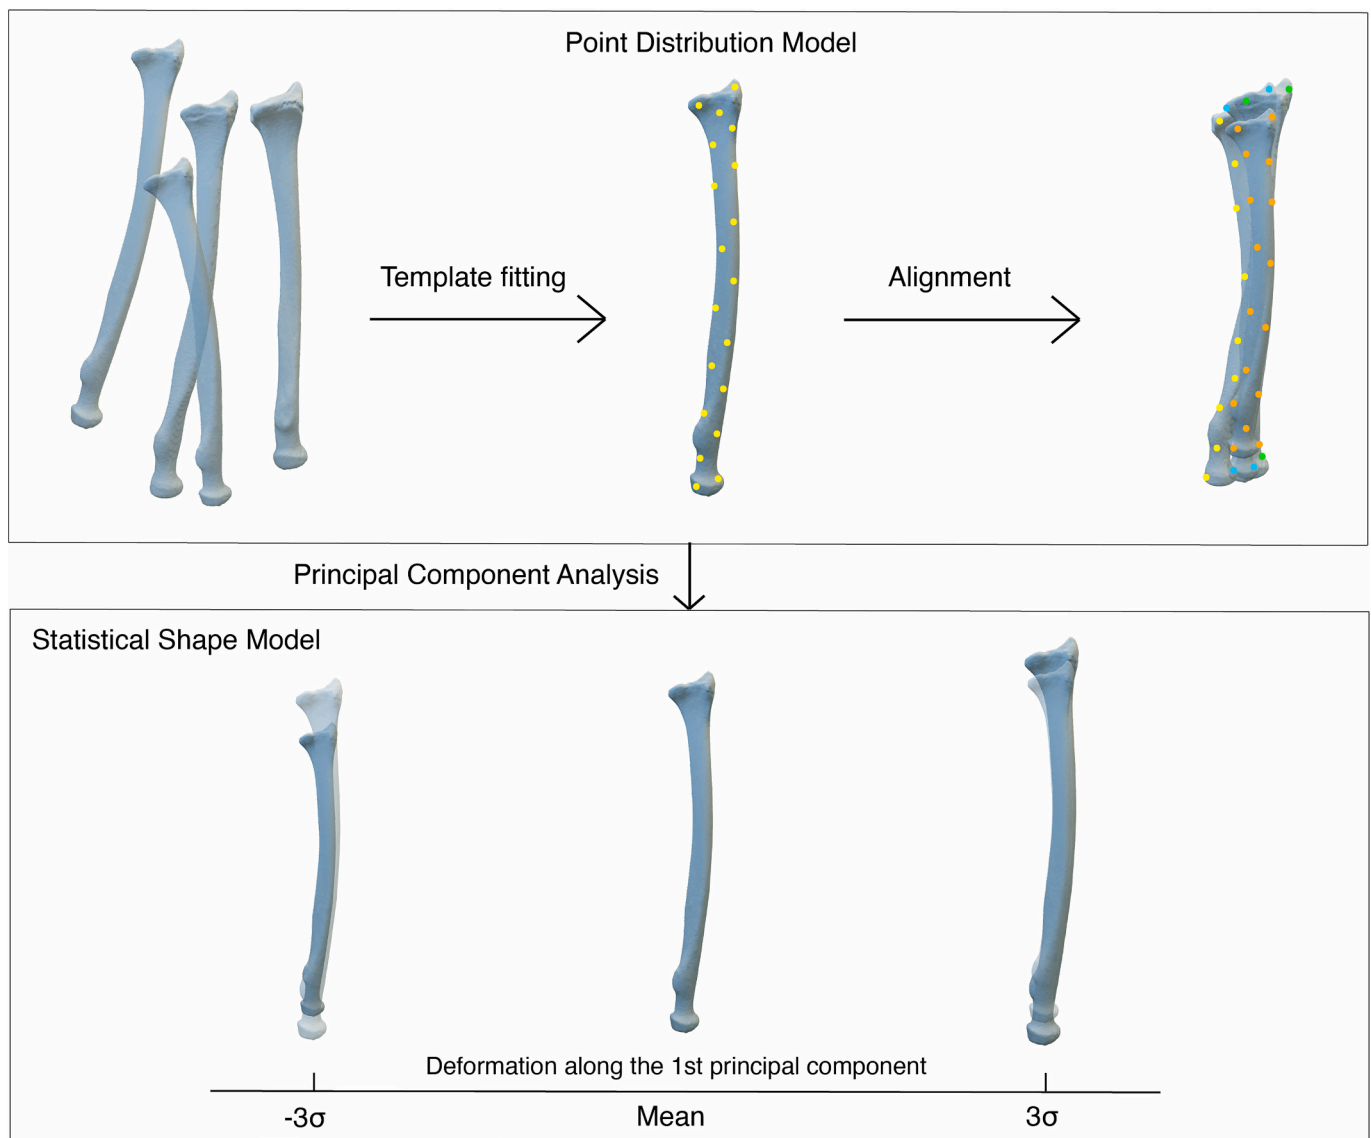 Point Distribution Model
Template fitting
Alignment
Principal Component Analysis
Statistical Shape Model
Deformation along the 1st principal component
-3σ
Mean
3σ